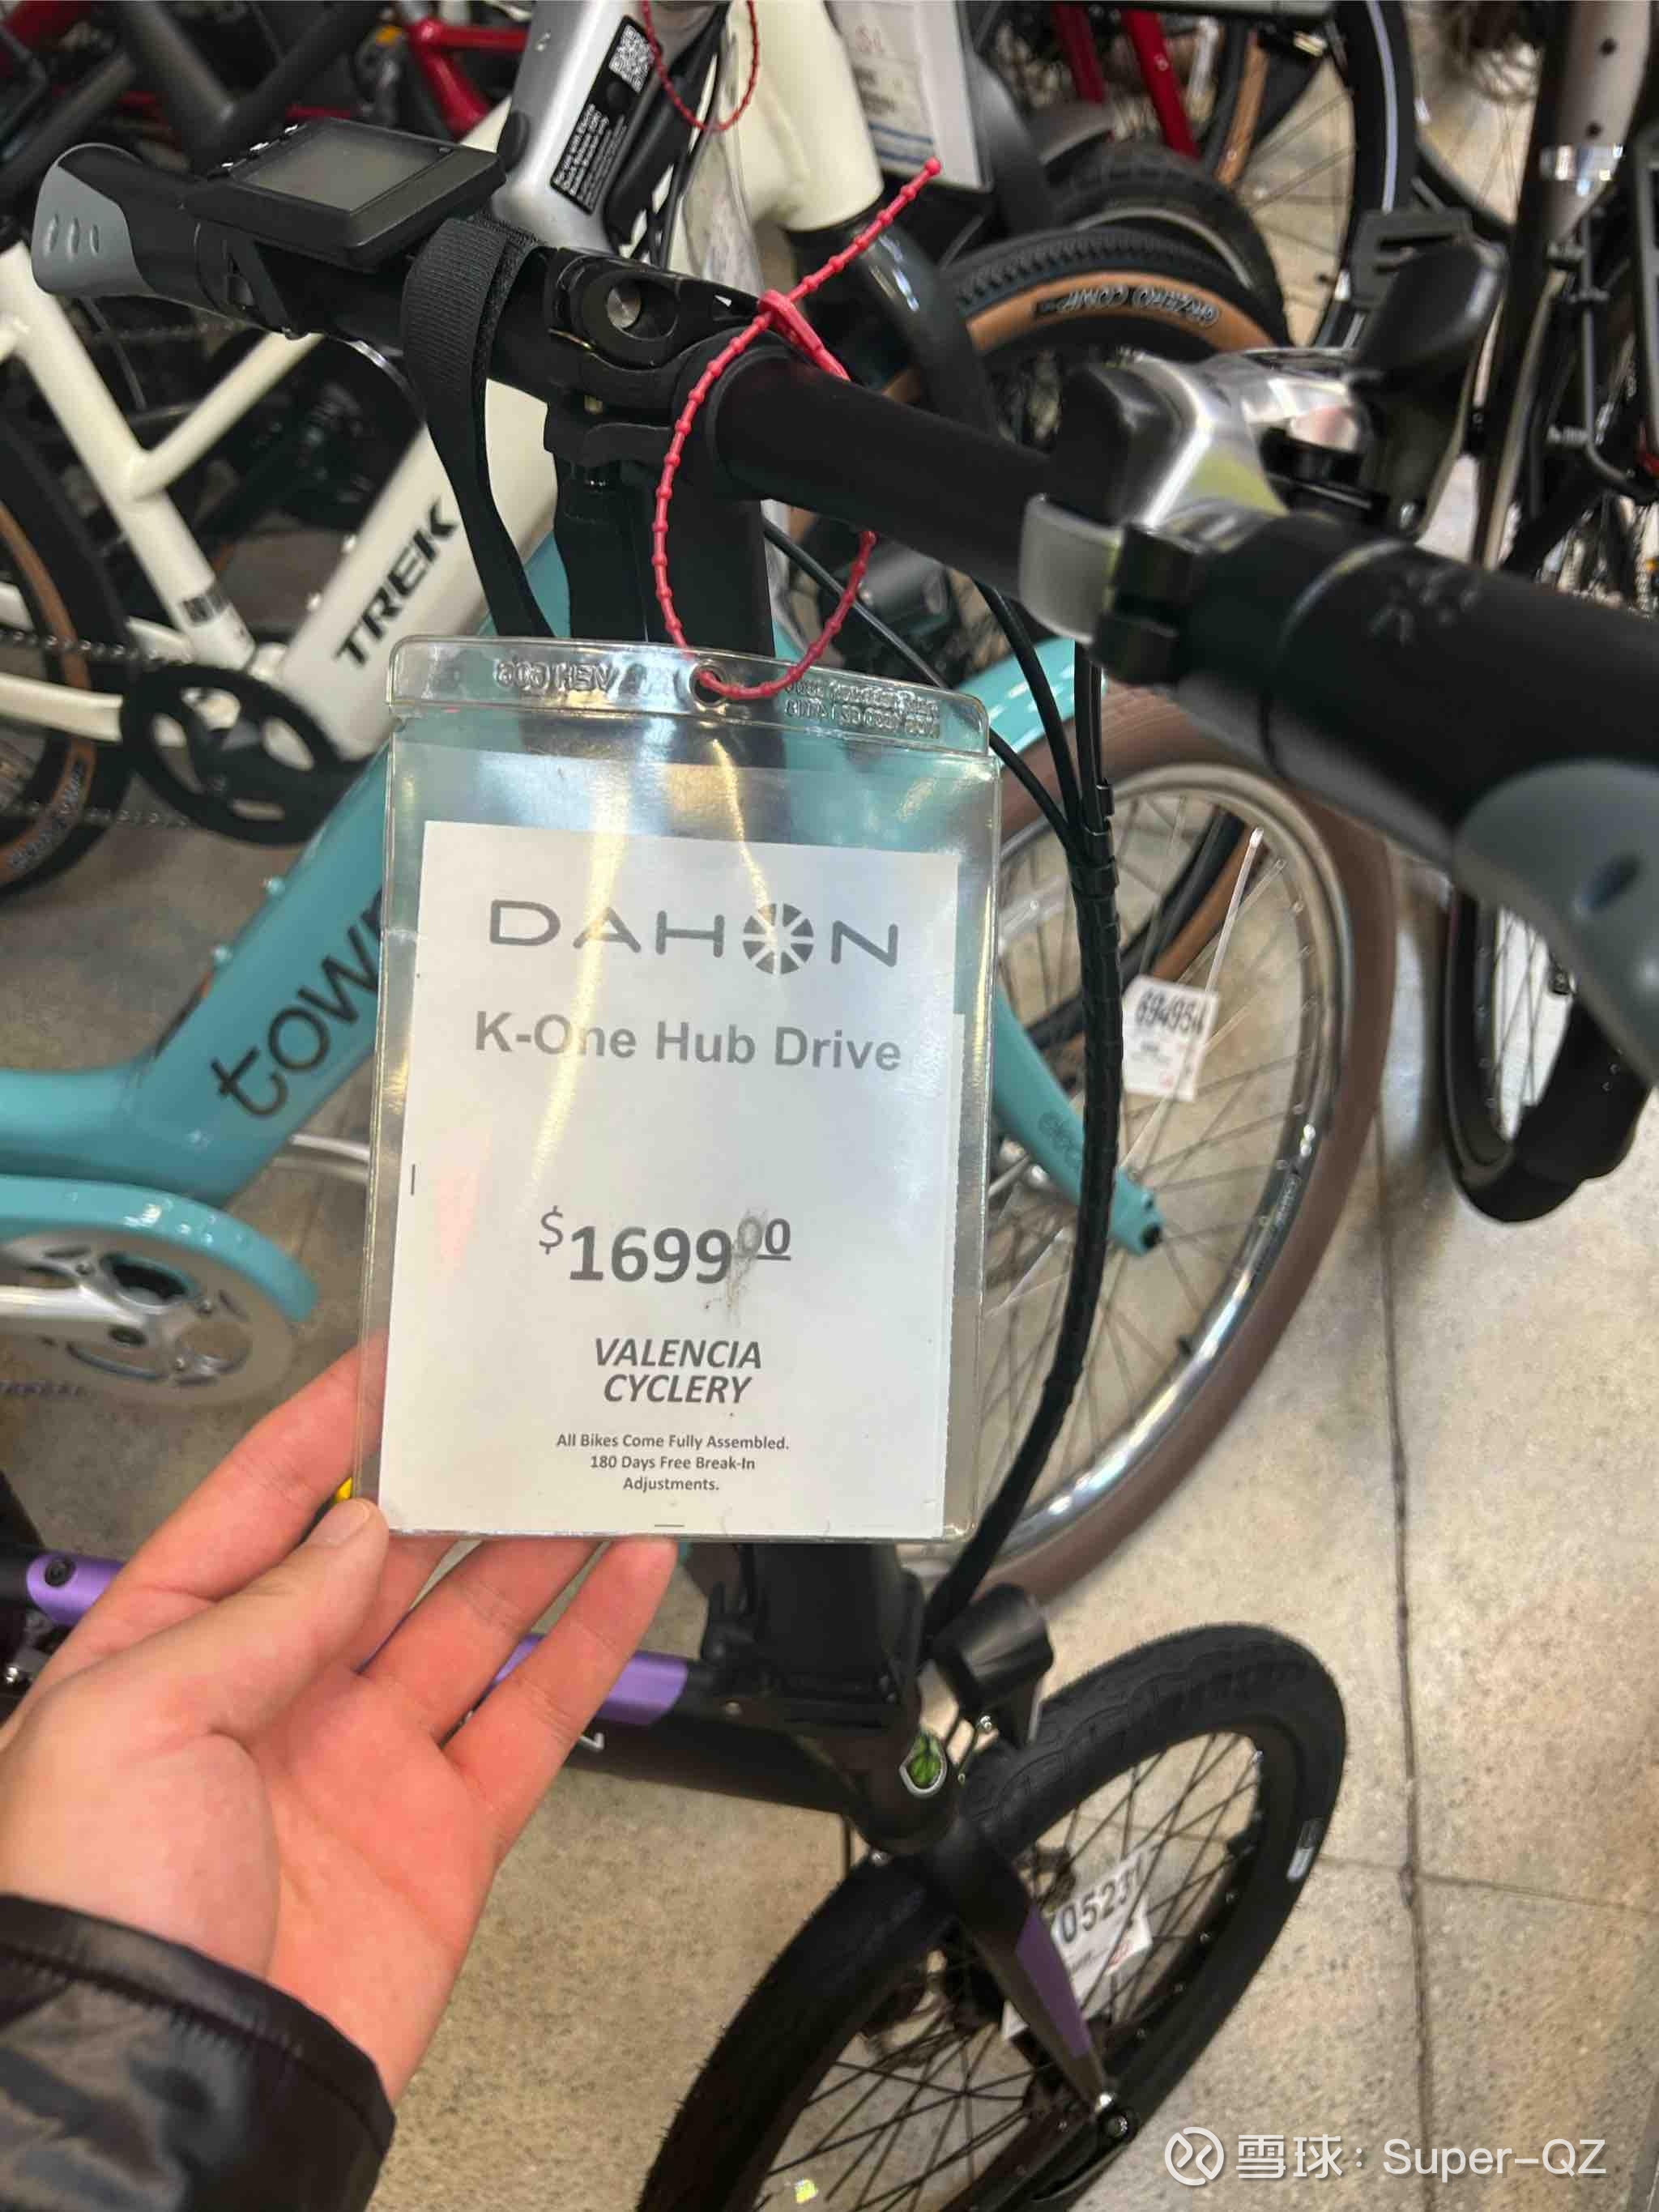 TREK
town
DAHON
K-One Hub Drive
$1699 00
VALENCIA
CYCLERY
All Bikes Come Fully Assembled.
180 Days Free Break-In
Adjustments.
雪球：Super-QZ